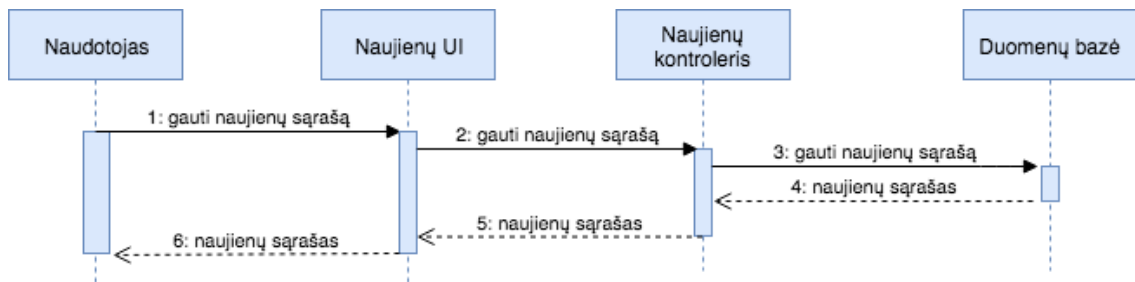 Naudotojas
Naujienų UI
Naujienų
kontroleris
Duomenų bazė
1: gauti naujienų sąrašą
2: gauti naujienų sąrašą
3: gauti naujienų sąrašą
4: naujienų sąrašas
5: naujienų sąrašas
6: naujienų sąrašas